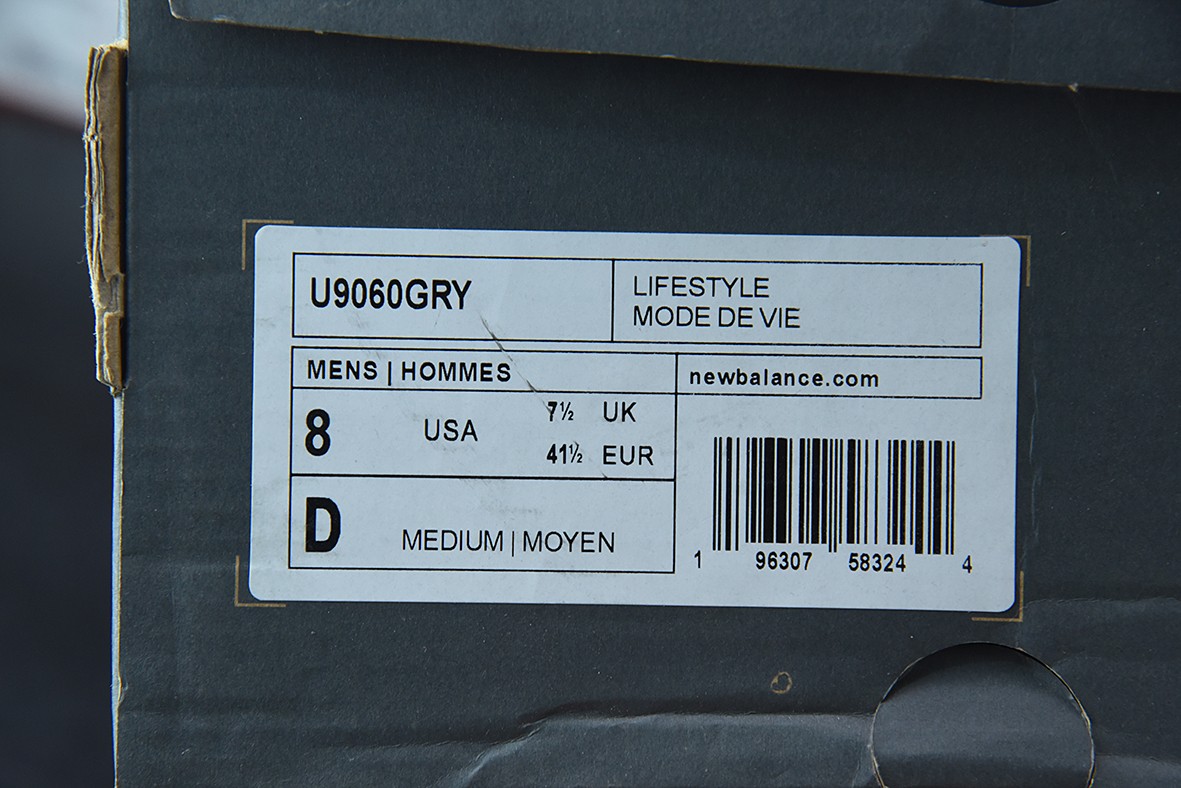 U9060GRY
LIFESTYLE
MODE DE VIE
MENS | HOMMES
newbalance.com
8 USA 7½ UK
41½ EUR
D MEDIUM | MOYEN
1 96307 58324 4